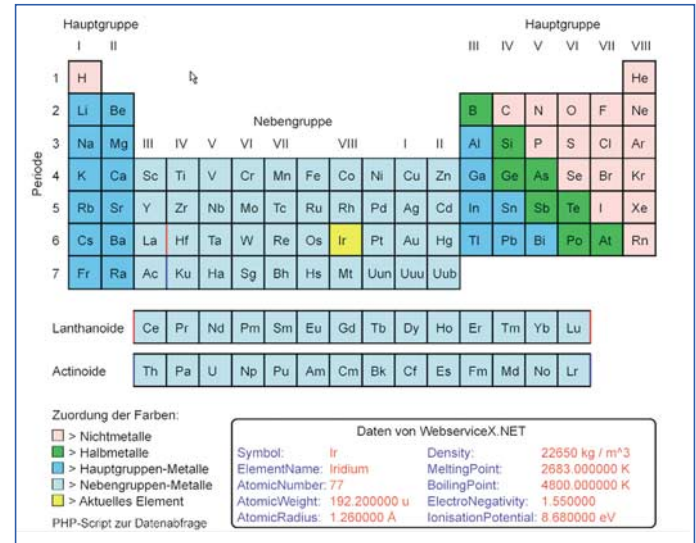 Hauptgruppe Hauptgruppe
I II III IV V VI VII VIII
1 H He
2 Li Be B C N O F Ne
Nebengruppe
3 Na Mg III IV V VI VII VIII I II Al Si P S Cl Ar
Periode
4 K Ca Sc Ti V Cr Mn Fe Co Ni Cu Zn Ga Ge As Se Br Kr
5 Rb Sr Y Zr Nb Mo Tc Ru Rh Pd Ag Cd In Sn Sb Te I Xe
6 Cs Ba La Hf Ta W Re Os Ir Pt Au Hg Tl Pb Bi Po At Rn
7 Fr Ra Ac Ku Ha Sg Bh Hs Mt Uun Uuu Uub
Lanthanoide Ce Pr Nd Pm Sm Eu Gd Tb Dy Ho Er Tm Yb Lu
Actinoide Th Pa U Np Pu Am Cm Bk Cf Es Fm Md No Lr
Zuordung der Farben:
> Nichtmetalle
> Halbmetalle
> Hauptgruppen-Metalle
> Nebengruppen-Metalle
> Aktuelles Element
PHP-Script zur Datenabfrage
Daten von WebserviceX.NET
Symbol: Ir Density: 22650 kg / m^3
ElementName: Iridium MeltingPoint: 2683.000000 K
AtomicNumber: 77 BoilingPoint: 4800.000000 K
AtomicWeight: 192.200000 u ElectroNegativity: 1.550000
AtomicRadius: 1.260000 Å IonisationPotential: 8.680000 eV